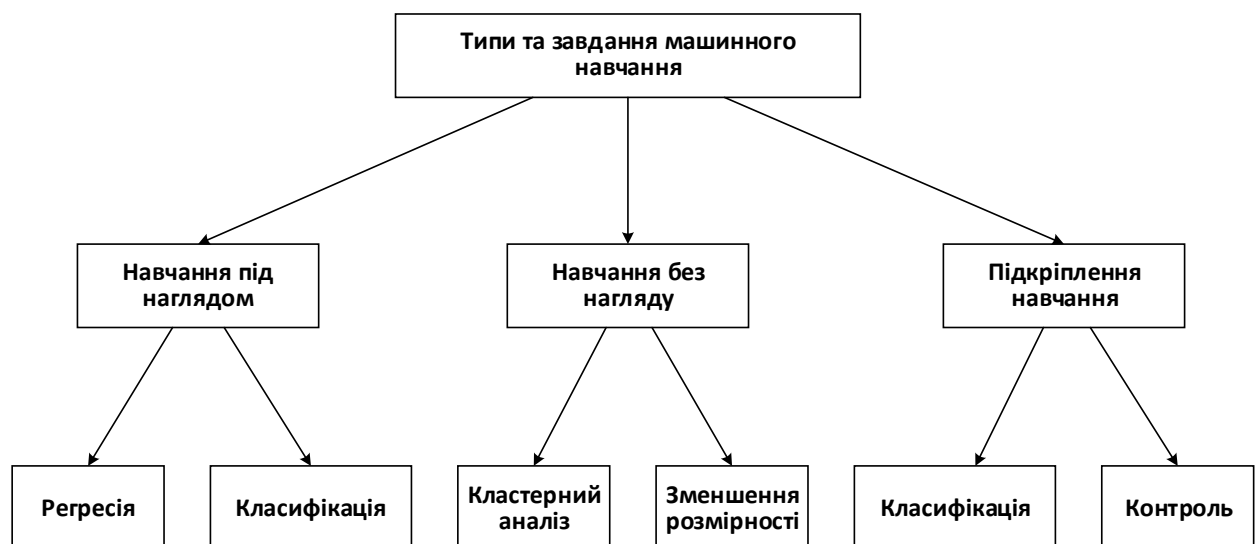 Типи та завдання машинного
навчання
Навчання під
наглядом
Навчання без
нагляду
Підкріплення
навчання
Регресія
Класифікація
Кластерний
аналіз
Зменшення
розмірності
Класифікація
Контроль